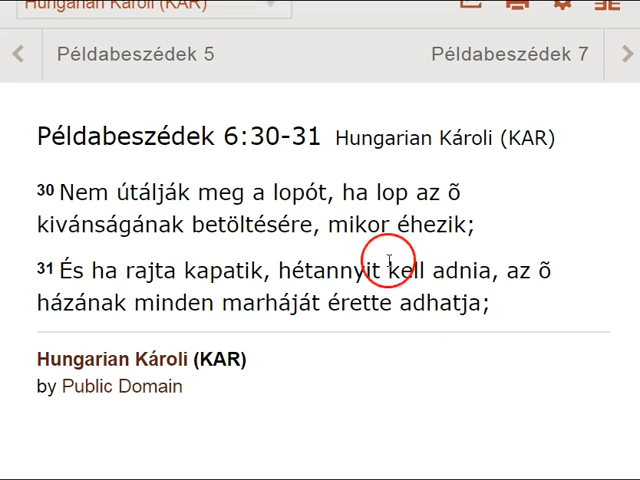 Hungarian Károli (KAR)
Példabeszédek 5
Példabeszédek 7
Példabeszédek 6:30-31 Hungarian Károli (KAR)
30 Nem útálják meg a lopót, ha lop az õ
kivánságának betöltésére, mikor éhezik;
31 És ha rajta kapatik, hétannyit kell adnia, az õ
házának minden marháját érette adhatja;
Hungarian Károli (KAR)
by Public Domain